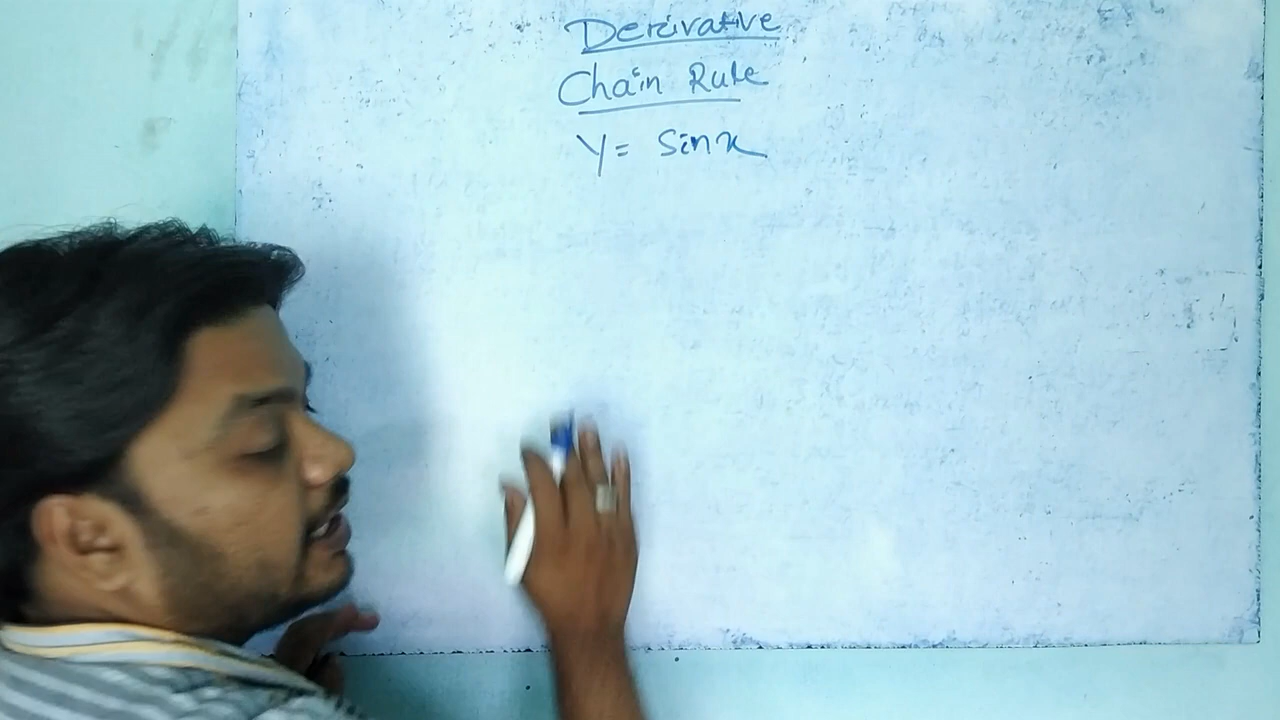 Derivative
Chain Rule
Y = Sinx